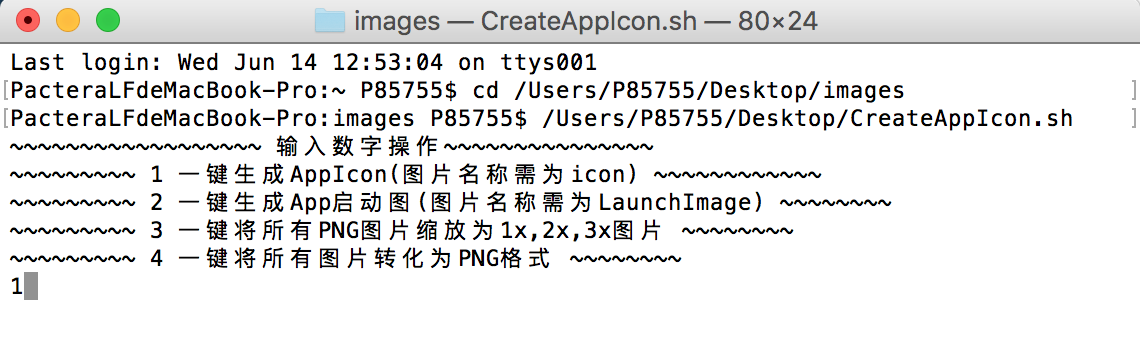 images — CreateAppIcon.sh — 80×24
Last login: Wed Jun 14 12:53:04 on ttys001
[PacteraLFdeMacBook-Pro:~ P85755$ cd /Users/P85755/Desktop/images ]
[PacteraLFdeMacBook-Pro:images P85755$ /Users/P85755/Desktop/CreateAppIcon.sh ]
~~~~~~~~~~~~~~~~~~ 输入数字操作~~~~~~~~~~~~~~~
~~~~~~~~~ 1 一键生成AppIcon(图片名称需为icon) ~~~~~~~~~~~~
~~~~~~~~~ 2 一键生成App启动图(图片名称需为LaunchImage) ~~~~~~~~
~~~~~~~~~ 3 一键将所有PNG图片缩放为1x,2x,3x图片 ~~~~~~~~
~~~~~~~~~ 4 一键将所有图片转化为PNG格式 ~~~~~~~~
1